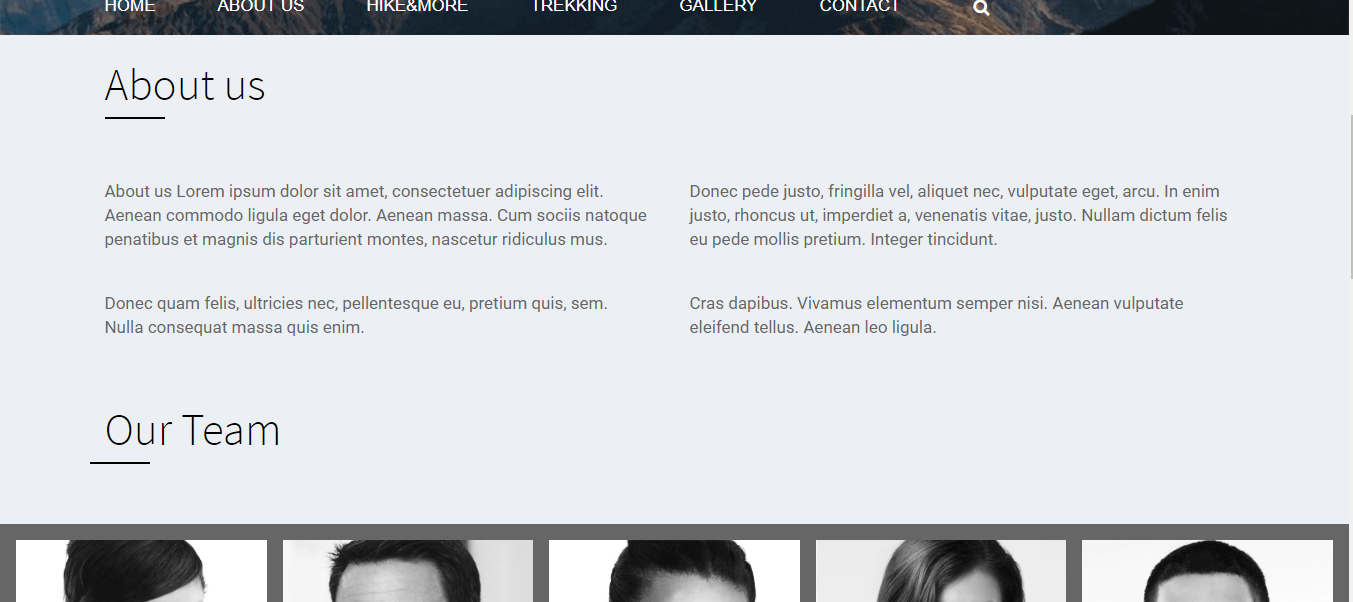 HOME ABOUT US HIKE&MORE TREKKING GALLERY CONTACT
About us
About us Lorem ipsum dolor sit amet, consectetuer adipiscing elit.
Aenean commodo ligula eget dolor. Aenean massa. Cum sociis natoque
penatibus et magnis dis parturient montes, nascetur ridiculus mus.
Donec quam felis, ultricies nec, pellentesque eu, pretium quis, sem.
Nulla consequat massa quis enim.
Donec pede justo, fringilla vel, aliquet nec, vulputate eget, arcu. In enim
justo, rhoncus ut, imperdiet a, venenatis vitae, justo. Nullam dictum felis
eu pede mollis pretium. Integer tincidunt.
Cras dapibus. Vivamus elementum semper nisi. Aenean vulputate
eleifend tellus. Aenean leo ligula.
Our Team